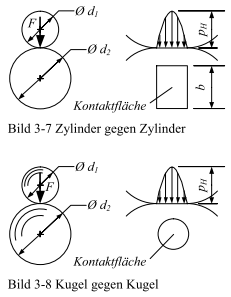 F
Ø d₁
Ø d₂
p_H
b
Kontaktfläche
Bild 3-7 Zylinder gegen Zylinder
F
Ø d₁
Ø d₂
p_H
Kontaktfläche
Bild 3-8 Kugel gegen Kugel